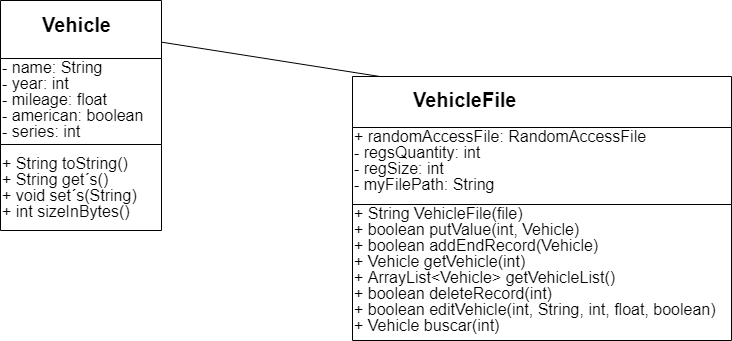 Vehicle
- name: String
- year: int
- mileage: float
- american: boolean
- series: int
+ String toString()
+ String get´s()
+ void set´s(String)
+ int sizeInBytes()
VehicleFile
+ randomAccessFile: RandomAccessFile
- regsQuantity: int
- regSize: int
- myFilePath: String
+ String VehicleFile(file)
+ boolean putValue(int, Vehicle)
+ boolean addEndRecord(Vehicle)
+ Vehicle getVehicle(int)
+ ArrayList<Vehicle> getVehicleList()
+ boolean deleteRecord(int)
+ boolean editVehicle(int, String, int, float, boolean)
+ Vehicle buscar(int)